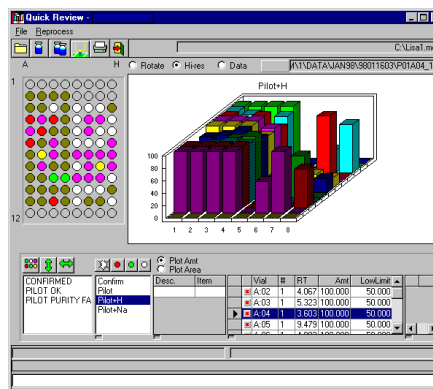 Quick Review -
File Reprocess
C:\Lisa1.m
A H Rotate Hires Data \1\DATA\JAN98\98011603\P01A04_1
1
12
Pilot+H
100
80
60
40
20
0
1 2 3 4 5 6 7 8
Plot Amt
Plot Area
CONFIRMED
PILOT OK
PILOT PURITY FA
Confirm
Pilot
Pilot+H
Pilot+Na
Desc. Item
Vial # RT Amt LowLimit
A:02 1 4.067 100.000 50.000
A:03 1 5.323 100.000 50.000
A:04 1 3.603 100.000 50.000
A:05 1 9.479 100.000 50.000